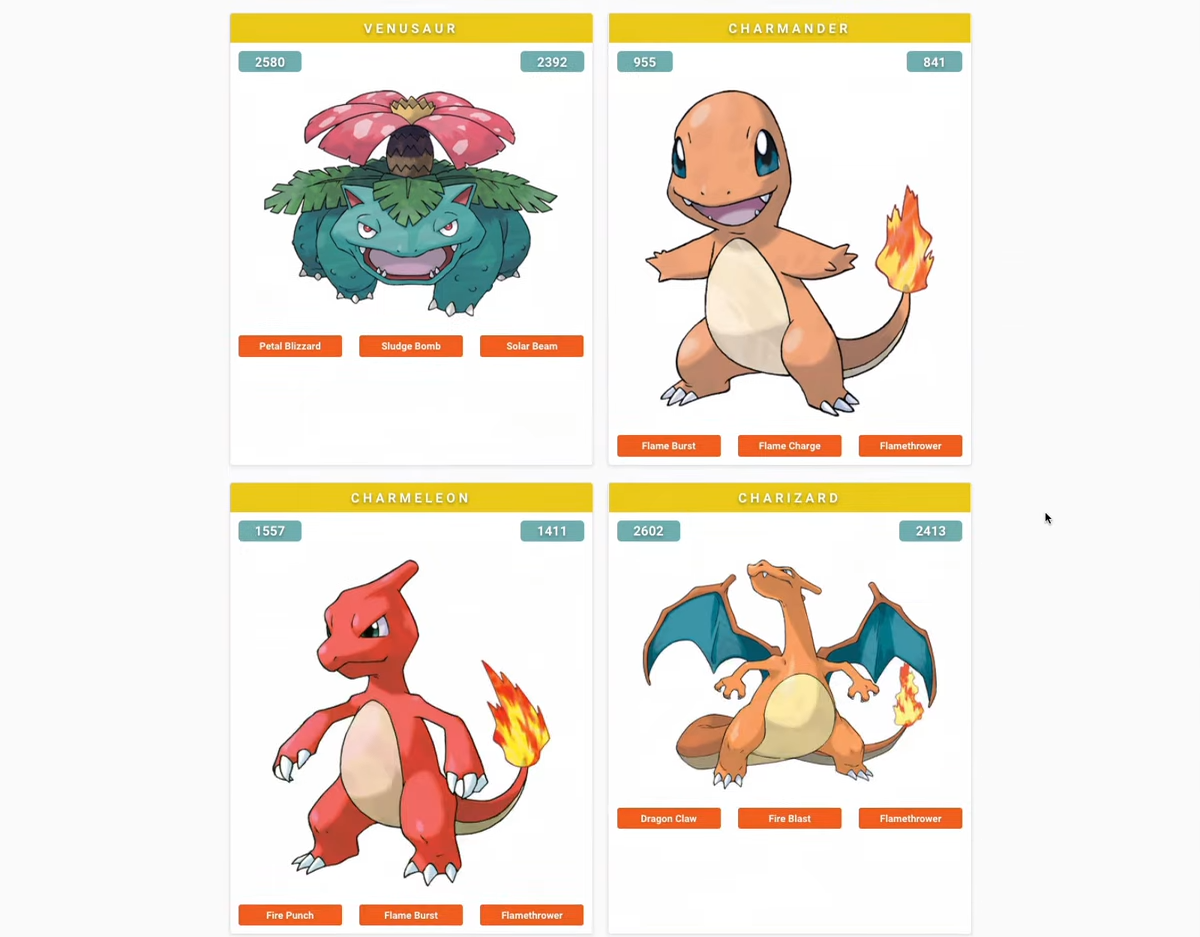 VENUSAUR
2580 2392
Petal Blizzard Sludge Bomb Solar Beam
CHARMANDER
955 841
Flame Burst Flame Charge Flamethrower
CHARMELEON
1557 1411
Fire Punch Flame Burst Flamethrower
CHARIZARD
2602 2413
Dragon Claw Fire Blast Flamethrower